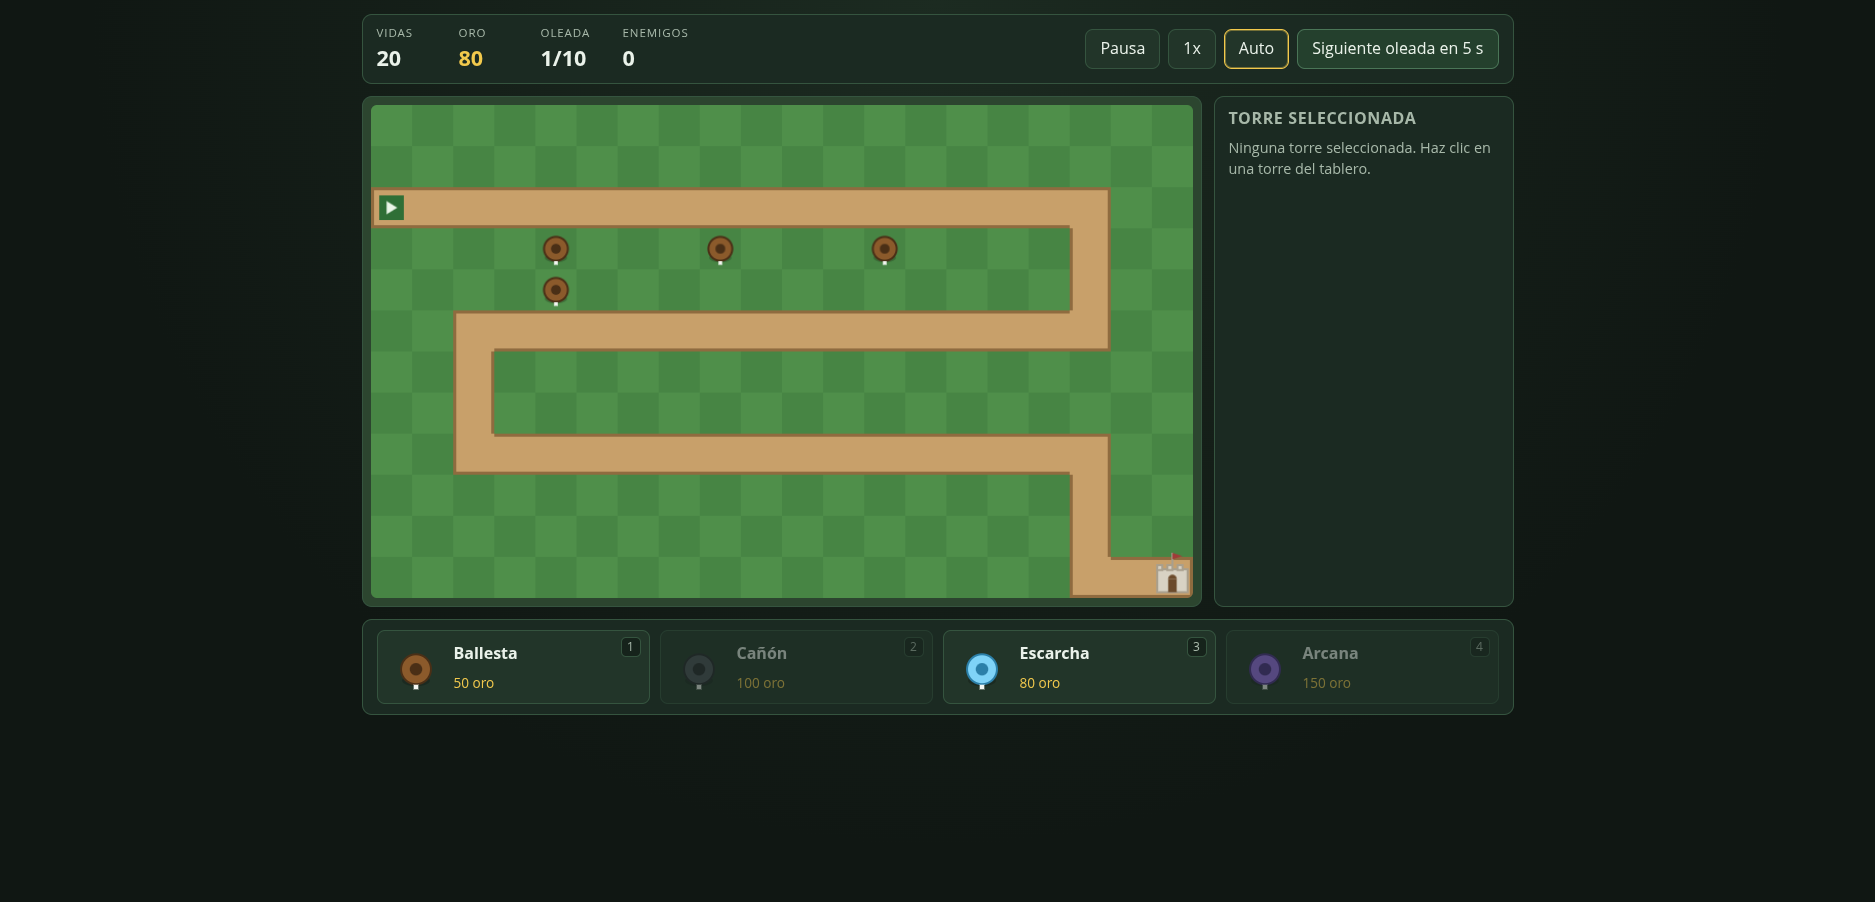 VIDAS
20
ORO
80
OLEADA
1/10
ENEMIGOS
0
Pausa
1x
Auto
Siguiente oleada en 5 s
TORRE SELECCIONADA
Ninguna torre seleccionada. Haz clic en
una torre del tablero.
Ballesta
1
50 oro
Cañón
2
100 oro
Escarcha
3
80 oro
Arcana
4
150 oro